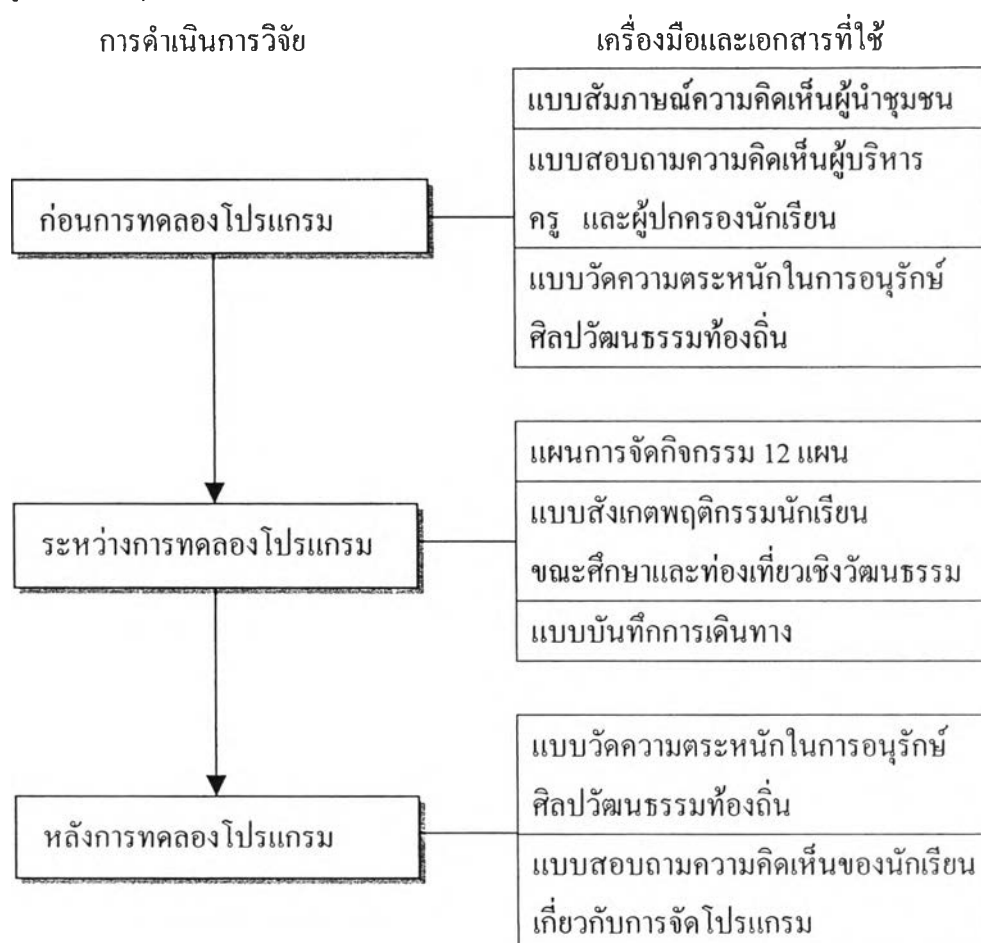 การดำเนินการวิจัย
เครื่องมือและเอกสารที่ใช้
ก่อนการทดลองโปรแกรม
แบบสัมภาษณ์ความคิดเห็นผู้นำชุมชน
แบบสอบถามความคิดเห็นผู้บริหาร
ครู และผู้ปกครองนักเรียน
แบบวัดความตระหนักในการอนุรักษ์
ศิลปวัฒนธรรมท้องถิ่น
ระหว่างการทดลองโปรแกรม
แผนการจัดกิจกรรม 12 แผน
แบบสังเกตพฤติกรรมนักเรียน
ขณะศึกษาและท่องเที่ยวเชิงวัฒนธรรม
แบบบันทึกการเดินทาง
หลังการทดลองโปรแกรม
แบบวัดความตระหนักในการอนุรักษ์
ศิลปวัฒนธรรมท้องถิ่น
แบบสอบถามความคิดเห็นของนักเรียน
เกี่ยวกับการจัดโปรแกรม